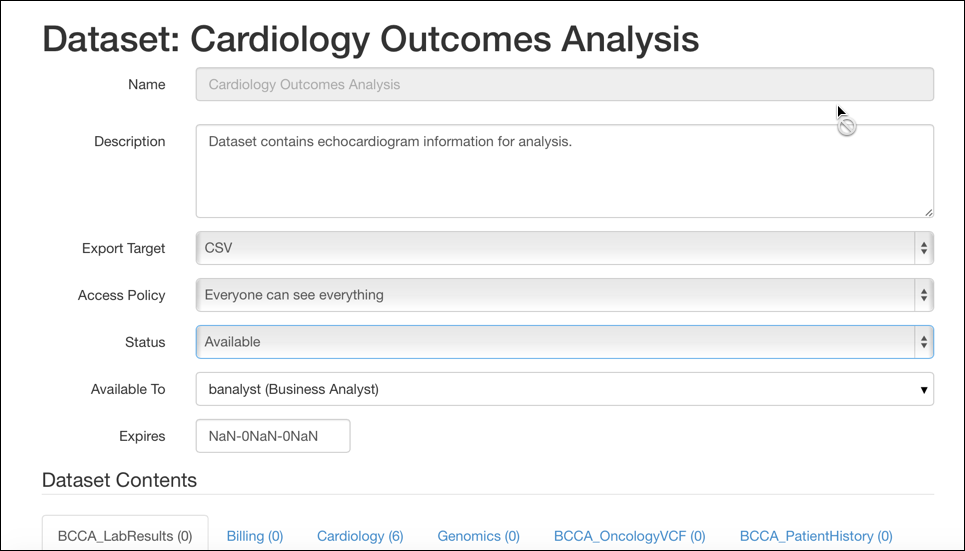 Dataset: Cardiology Outcomes Analysis
Name Cardiology Outcomes Analysis
Description Dataset contains echocardiogram information for analysis.
Export Target CSV
Access Policy Everyone can see everything
Status Available
Available To banalyst (Business Analyst)
Expires NaN-0NaN-0NaN
Dataset Contents
BCCA_LabResults (0) Billing (0) Cardiology (6) Genomics (0) BCCA_OncologyVCF (0) BCCA_PatientHistory (0)